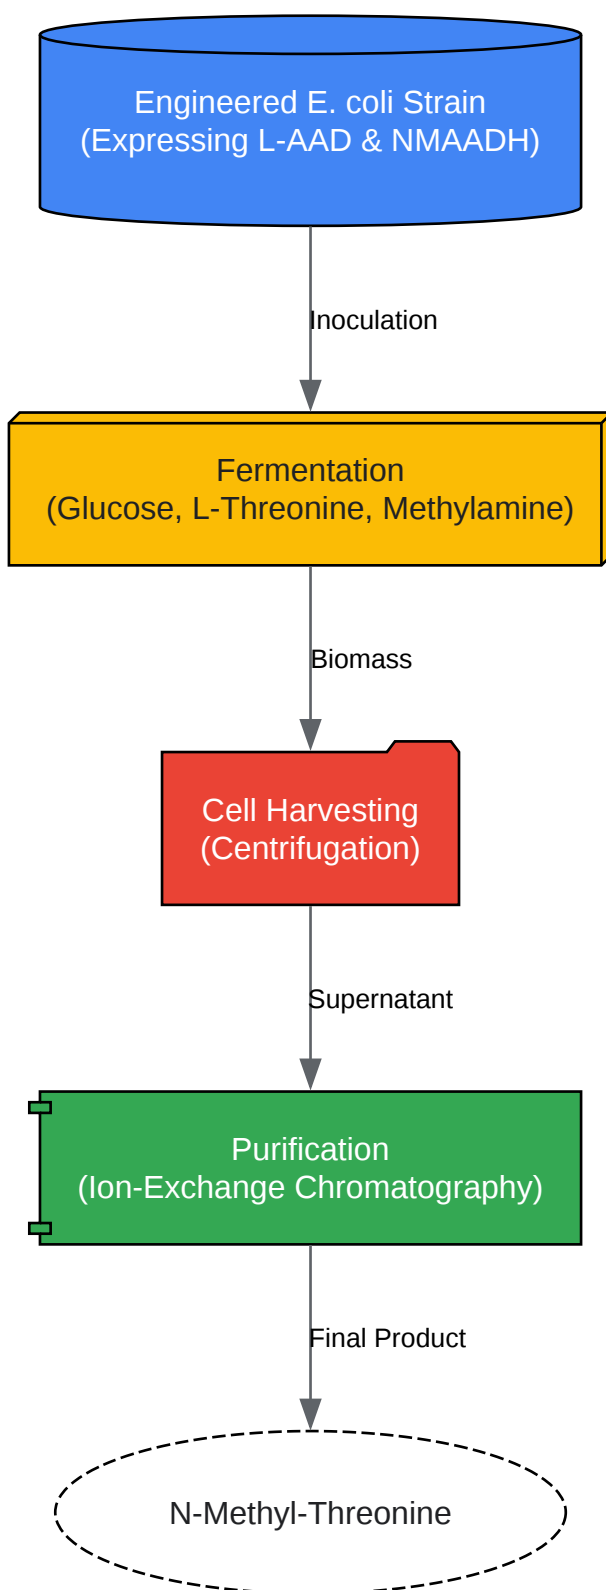 Engineered E. coli Strain
(Expressing L-AAD & NMAADH)
Inoculation
Fermentation
(Glucose, L-Threonine, Methylamine)
Biomass
Cell Harvesting
(Centrifugation)
Supernatant
Purification
(Ion-Exchange Chromatography)
Final Product
N-Methyl-Threonine